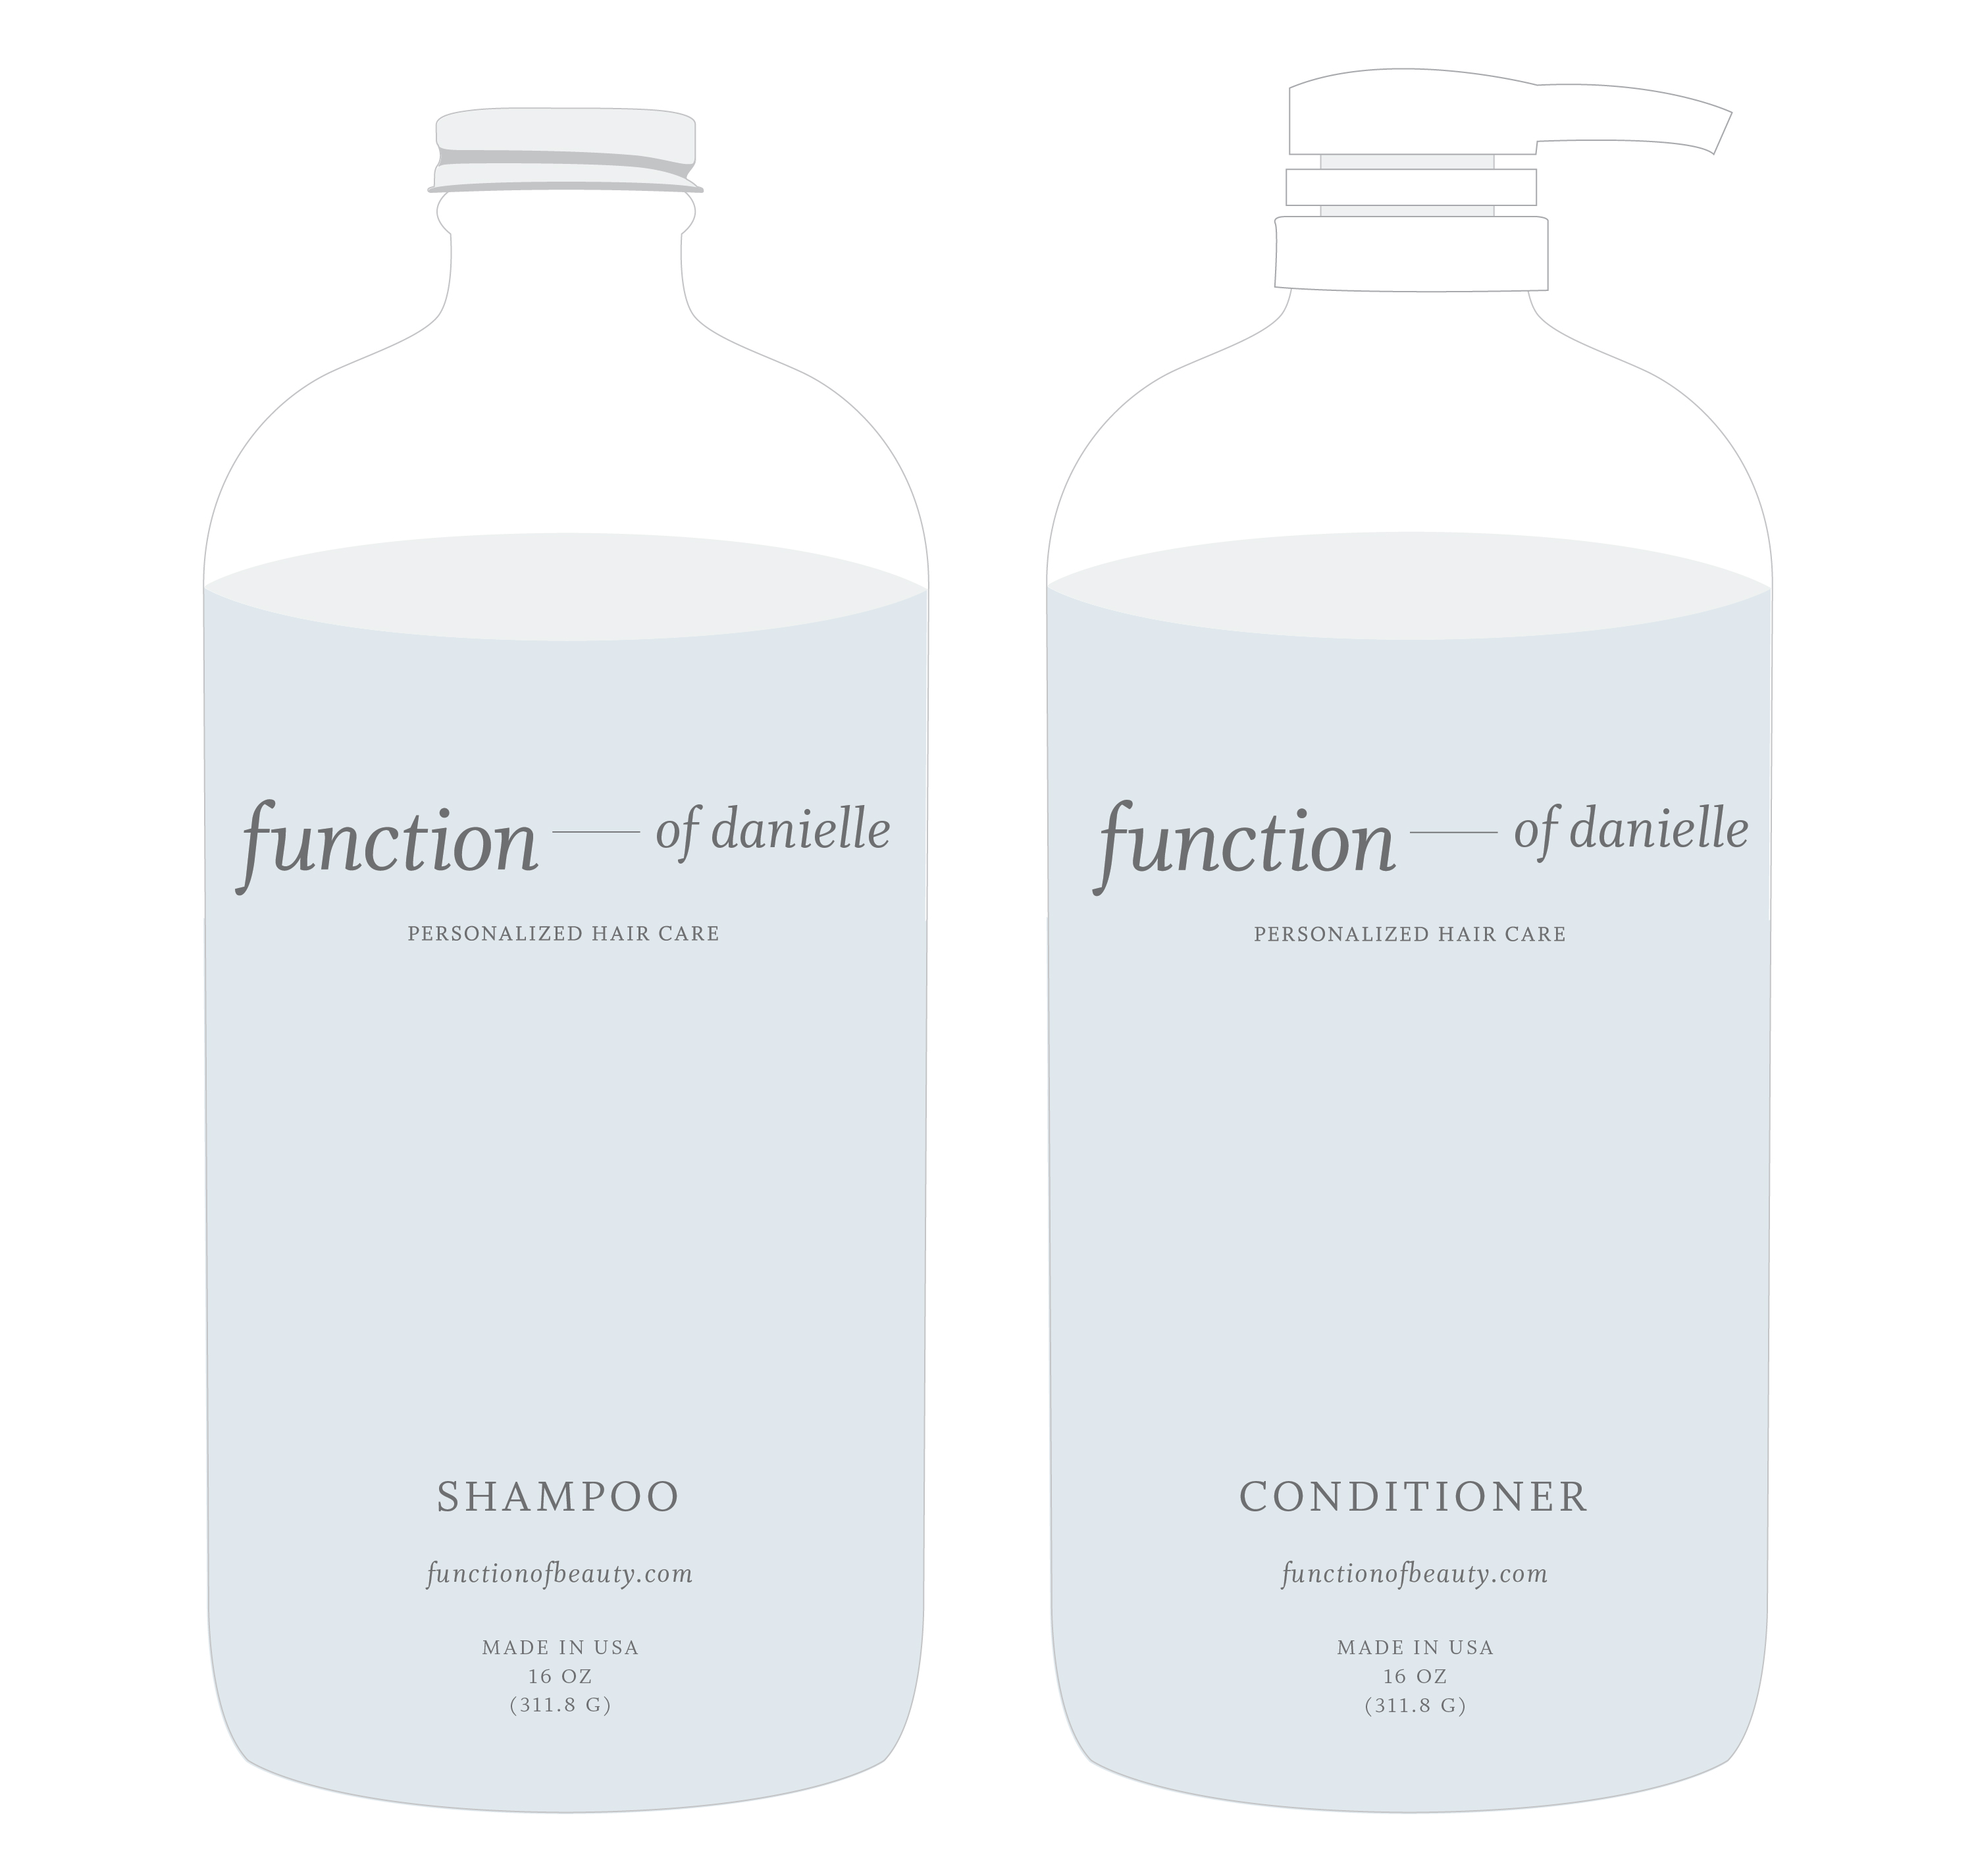 function — of danielle
PERSONALIZED HAIR CARE
SHAMPOO
functionofbeauty.com
MADE IN USA
16 OZ
(311.8 G)
function — of danielle
PERSONALIZED HAIR CARE
CONDITIONER
functionofbeauty.com
MADE IN USA
16 OZ
(311.8 G)